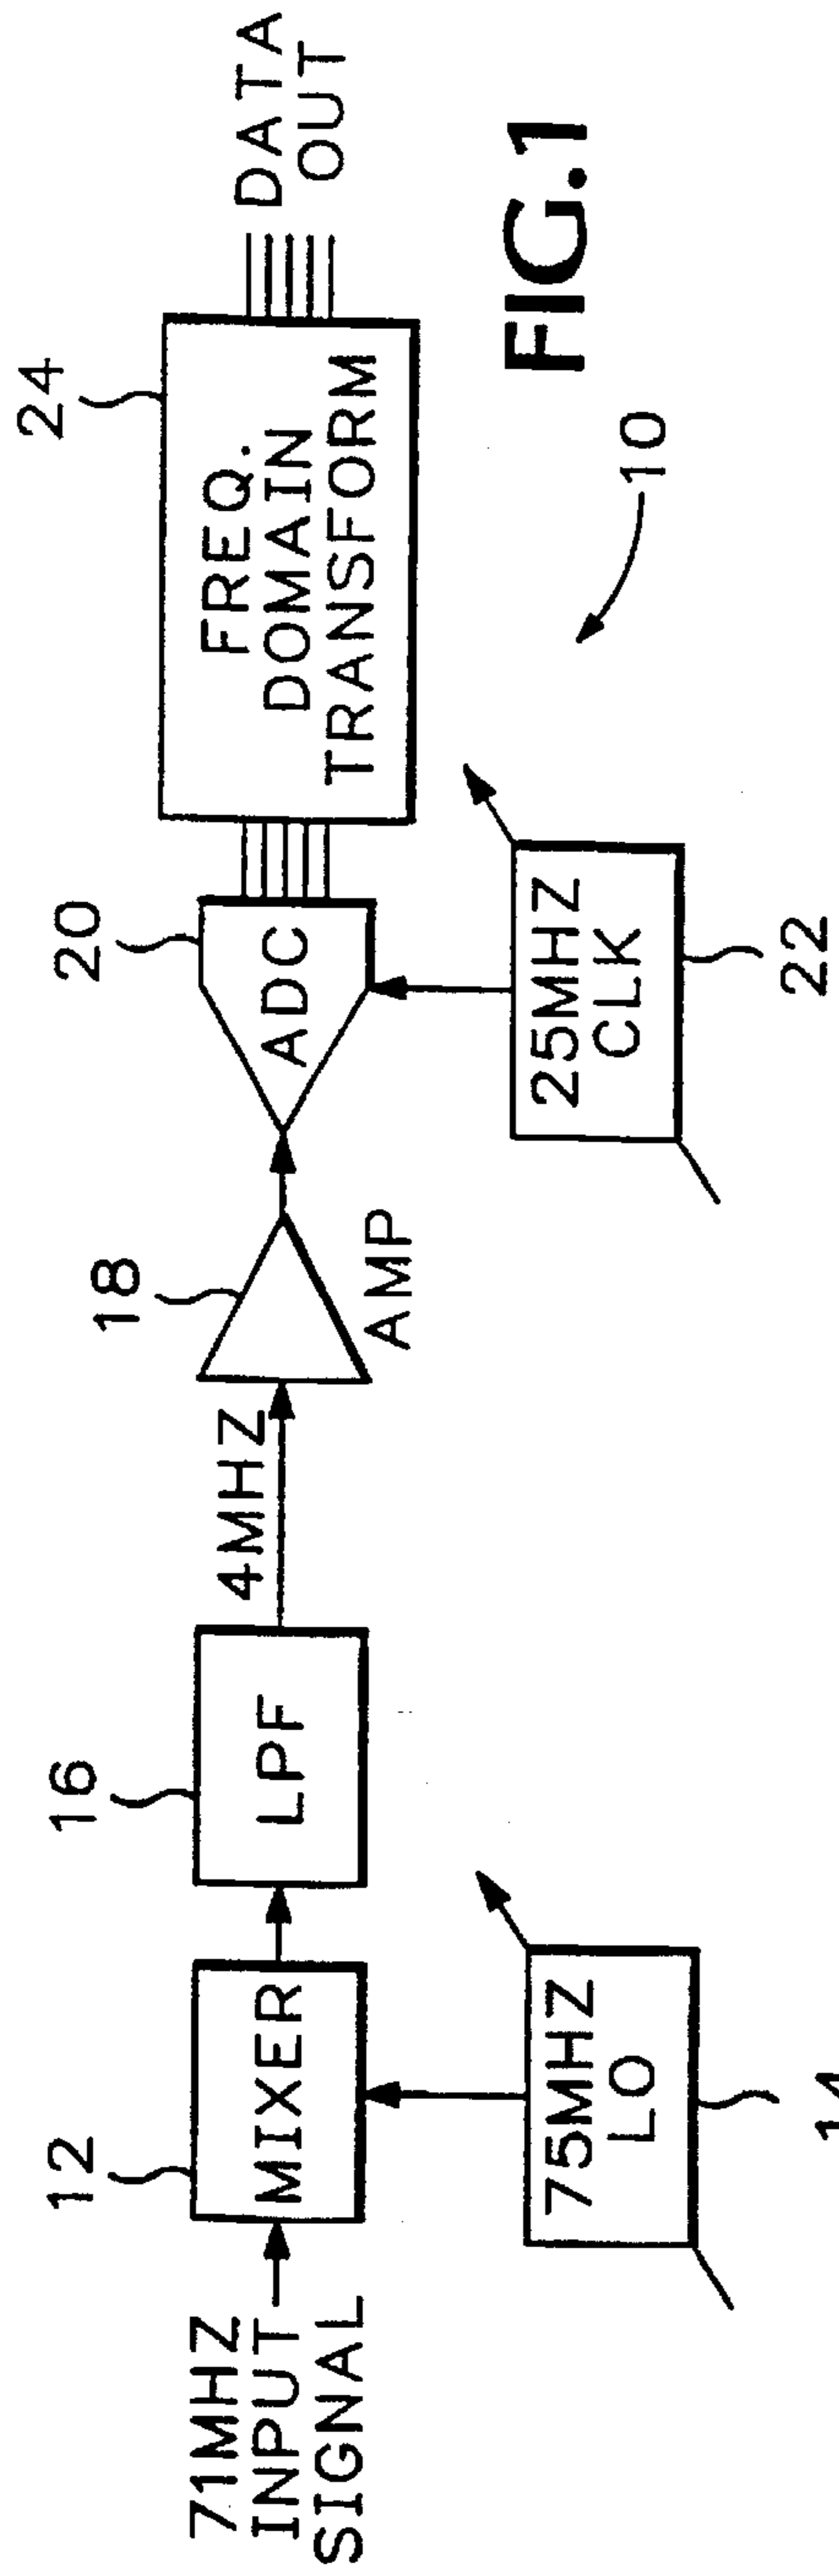 71MHZ
INPUT
SIGNAL
12
MIXER
75MHZ
LO
14
16
LPF
4MHZ
18
AMP
20
ADC
25MHZ
CLK
22
24
FREQ.
DOMAIN
TRANSFORM
DATA
OUT
10
FIG.1